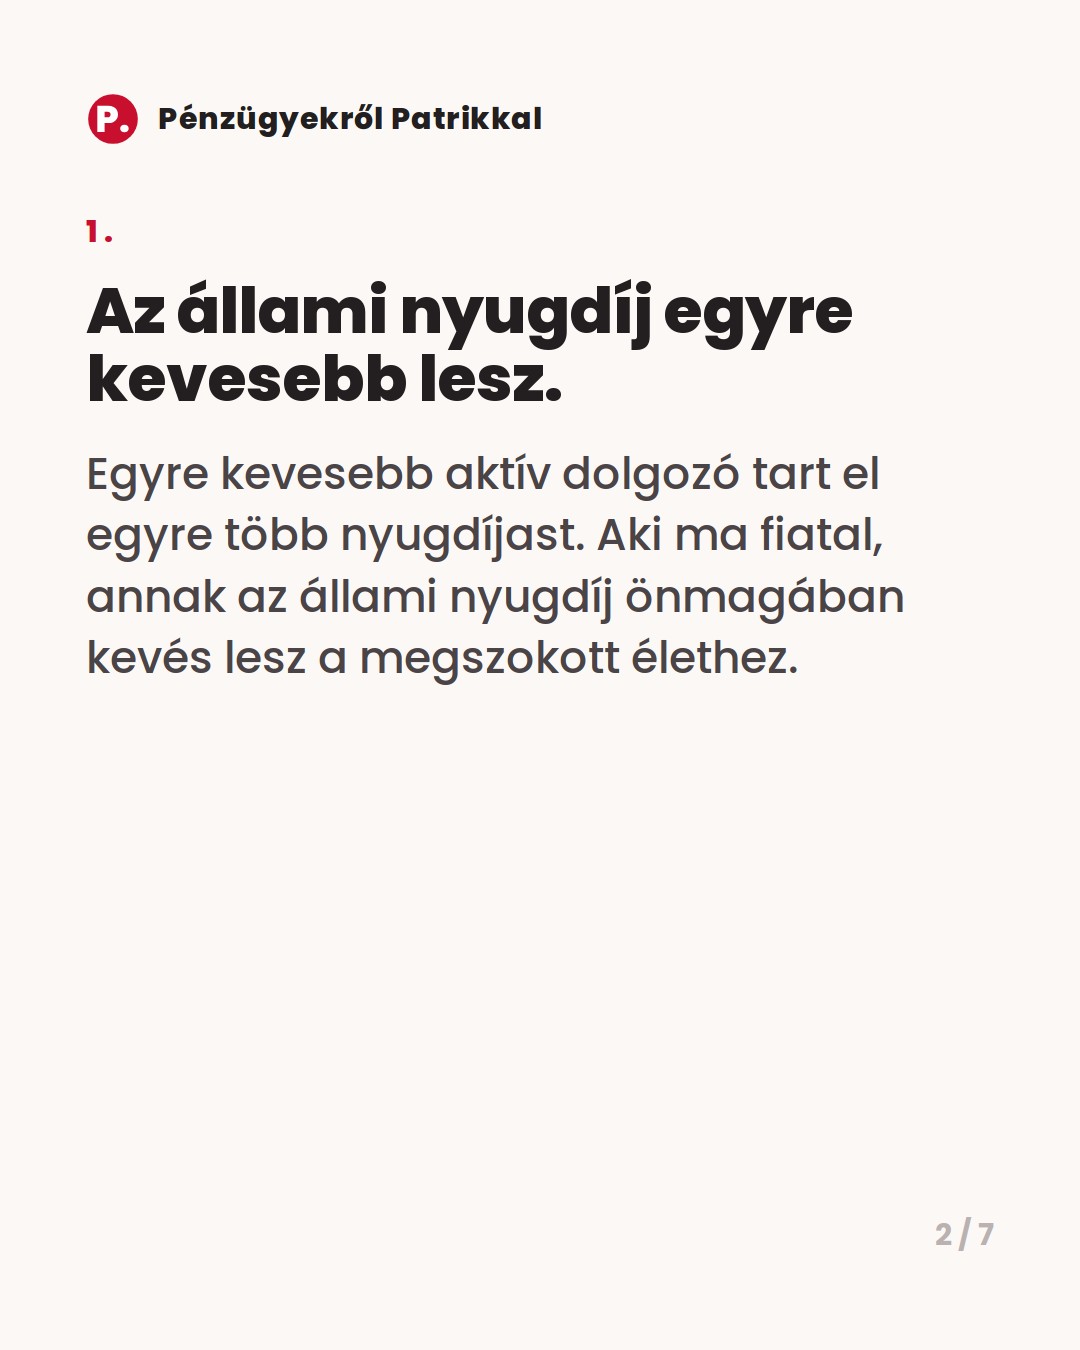 P.
Pénzügyekről Patrikkal
1.
Az állami nyugdíj egyre
kevesebb lesz.
Egyre kevesebb aktív dolgozó tart el
egyre több nyugdíjast. Aki ma fiatal,
annak az állami nyugdíj önmagában
kevés lesz a megszokott élethez.
2/7